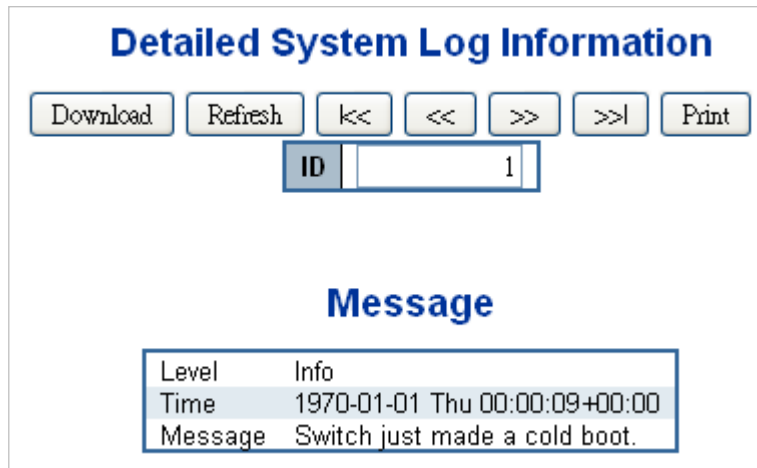 Detailed System Log Information
Download Refresh |<< << >> >>| Print
ID 1
Message
Level Info
Time 1970-01-01 Thu 00:00:09+00:00
Message Switch just made a cold boot.